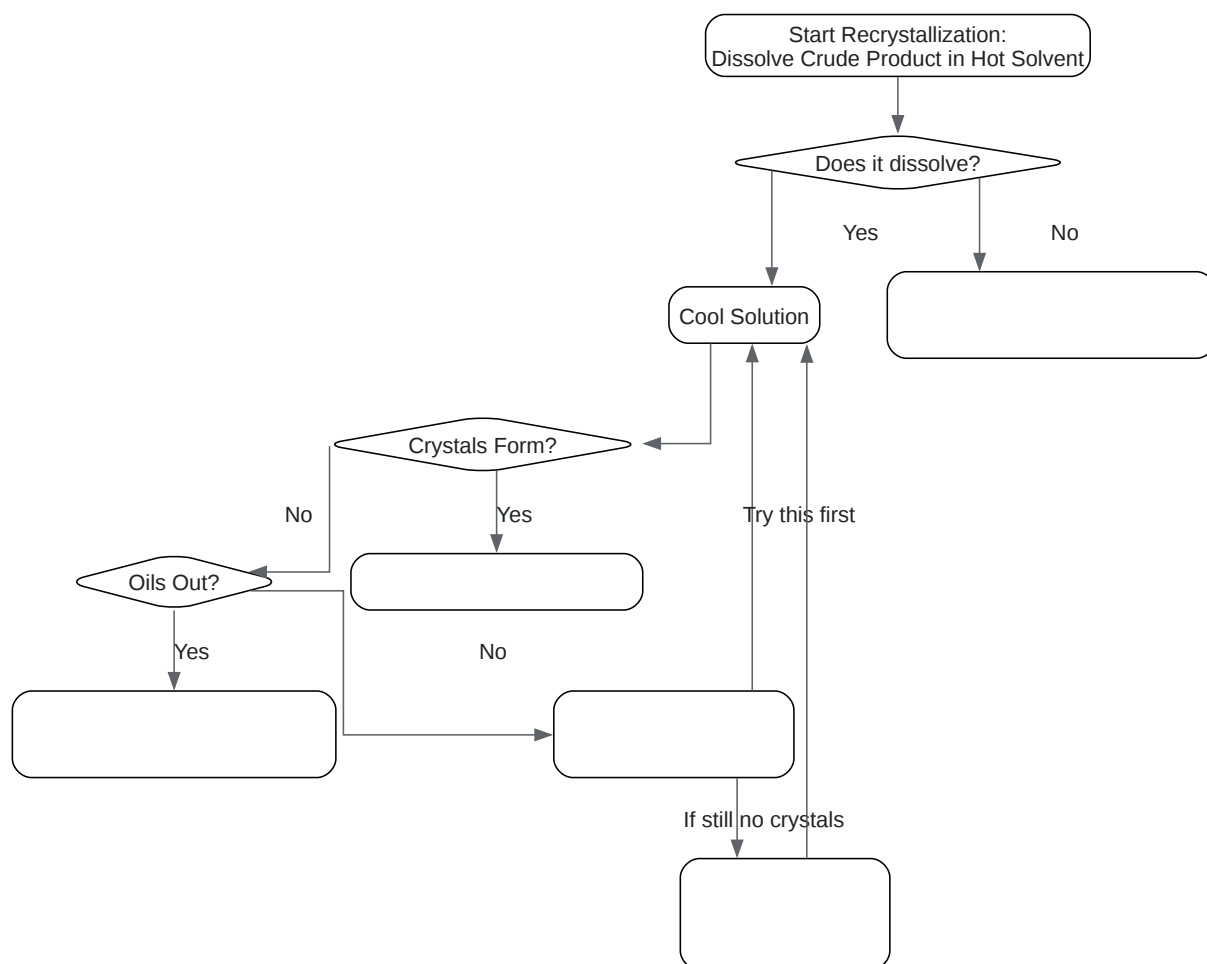 Start Recrystallization:
Dissolve Crude Product in Hot Solvent
Does it dissolve?
Yes
No
Cool Solution
Crystals Form?
No
Yes
Try this first
Oils Out?
Yes
No
If still no crystals